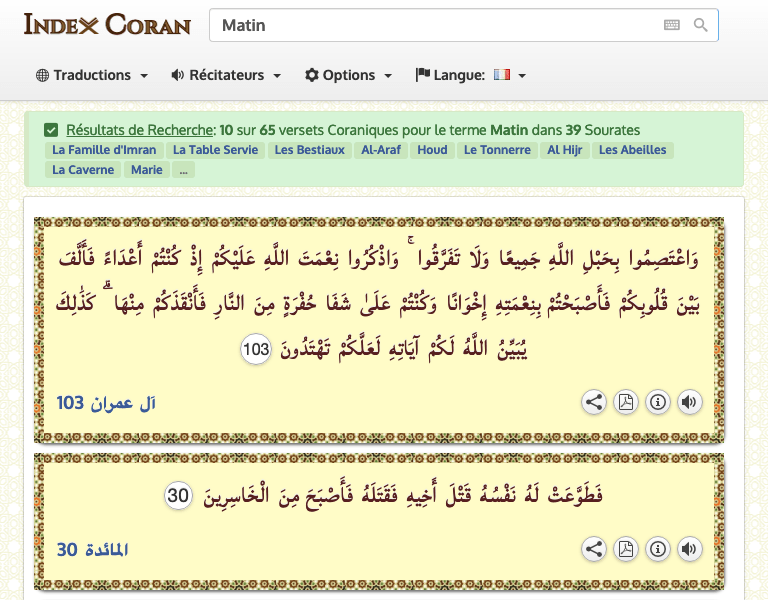 INDEX CORAN
Matin
Traductions
Récitateurs
Options
Langue:
Résultats de Recherche: 10 sur 65 versets Coraniques pour le terme Matin dans 39 Sourates
La Famille d'Imran La Table Servie Les Bestiaux Al-Araf Houd Le Tonnerre Al Hijr Les Abeilles
La Caverne Marie ...
وَاعْتَصِمُوا بِحَبْلِ اللَّهِ جَمِيعًا وَلَا تَفَرَّقُوا ۚ وَاذْكُرُوا نِعْمَتَ اللَّهِ عَلَيْكُمْ إِذْ كُنْتُمْ أَعْدَاءً فَأَلَّفَ
بَيْنَ قُلُوبِكُمْ فَأَصْبَحْتُمْ بِنِعْمَتِهِ إِخْوَانًا وَكُنْتُمْ عَلَىٰ شَفَا حُفْرَةٍ مِنَ النَّارِ فَأَنْقَذَكُمْ مِنْهَا ۗ كَذَٰلِكَ
يُبَيِّنُ اللَّهُ لَكُمْ آيَاتِهِ لَعَلَّكُمْ تَهْتَدُونَ 103
آل عمران 103
فَطَوَّعَتْ لَهُ نَفْسُهُ قَتْلَ أَخِيهِ فَقَتَلَهُ فَأَصْبَحَ مِنَ الْخَاسِرِينَ 30
المائدة 30